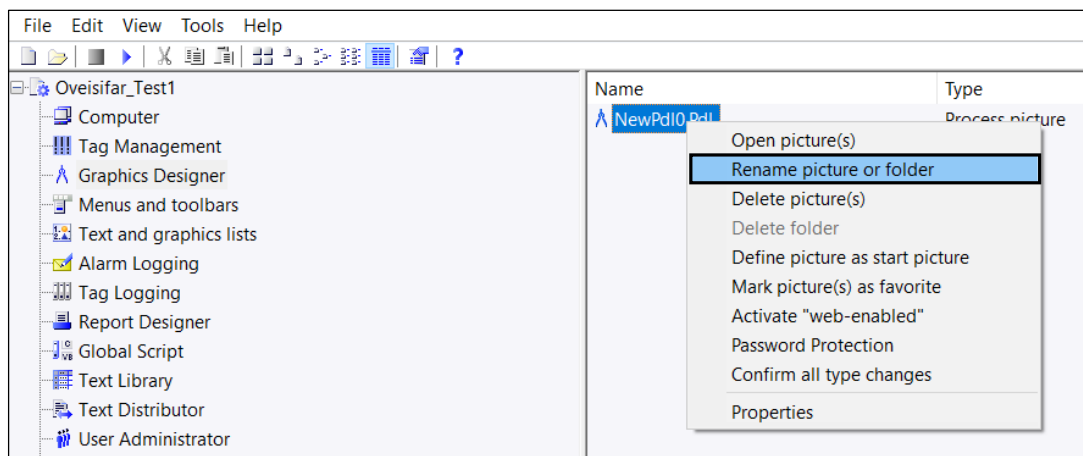 File Edit View Tools Help
?
Oveisifar_Test1
Computer
Tag Management
Graphics Designer
Menus and toolbars
Text and graphics lists
Alarm Logging
Tag Logging
Report Designer
Global Script
Text Library
Text Distributor
User Administrator
Name Type
NewPdl0.Pdl Process picture
Open picture(s)
Rename picture or folder
Delete picture(s)
Delete folder
Define picture as start picture
Mark picture(s) as favorite
Activate "web-enabled"
Password Protection
Confirm all type changes
Properties